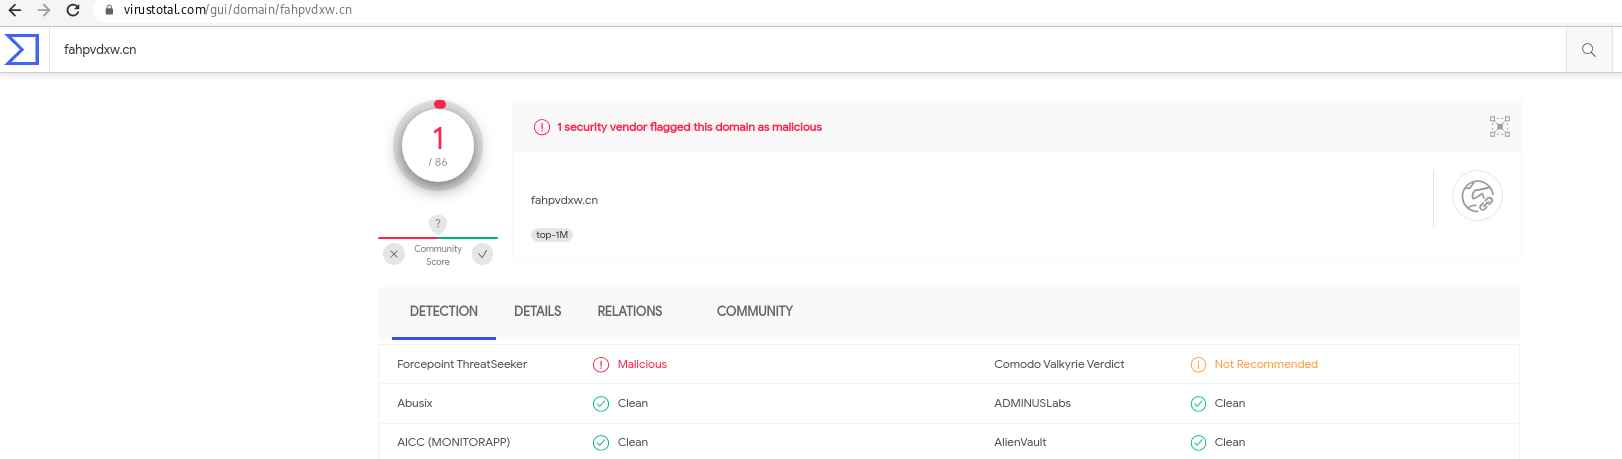 virustotal.com/gui/domain/fahpvdxw.cn
fahpvdxw.cn
1
/ 86
?
Community
Score
1 security vendor flagged this domain as malicious
fahpvdxw.cn
top-1M
DETECTION DETAILS RELATIONS COMMUNITY
Forcepoint ThreatSeeker Malicious Comodo Valkyrie Verdict Not Recommended
Abusix Clean ADMINUSLabs Clean
AICC (MONITORAPP) Clean AlienVault Clean